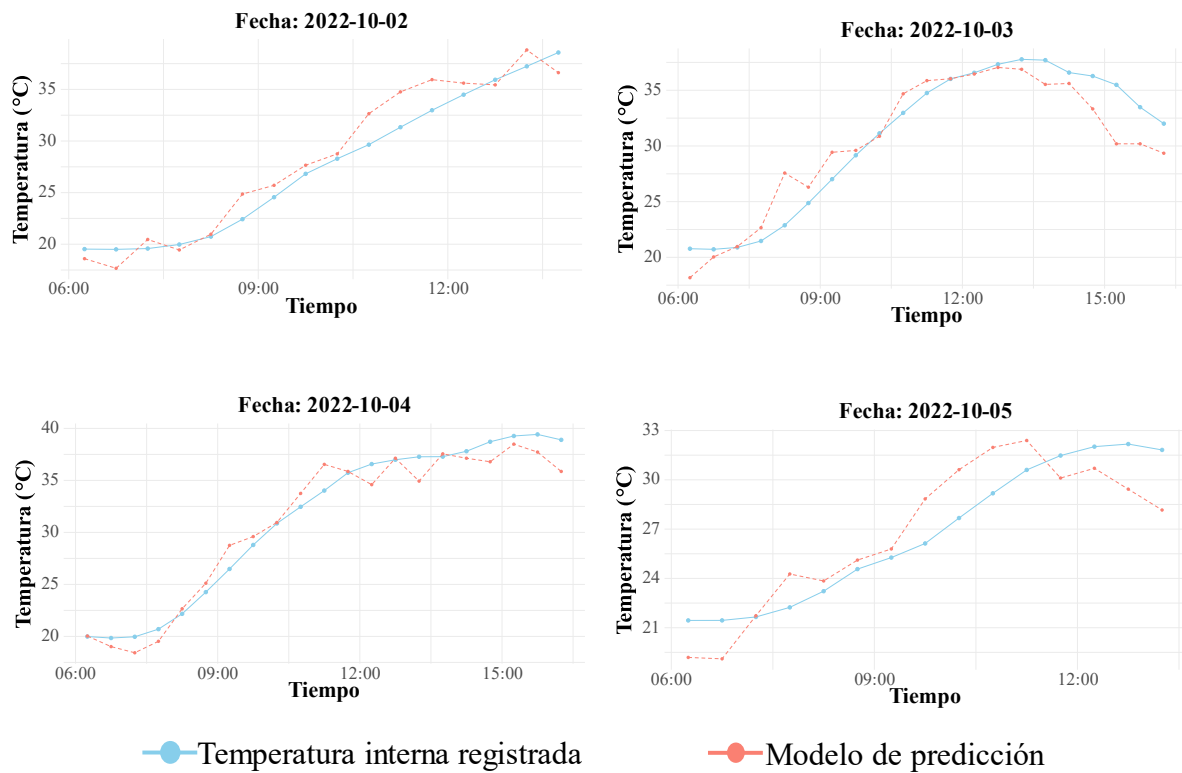 Fecha: 2022-10-02
Temperatura (°C)
35
30
25
20
06:00 09:00 12:00
Tiempo
Fecha: 2022-10-03
Temperatura (°C)
35
30
25
20
06:00 09:00 12:00 15:00
Tiempo
Fecha: 2022-10-04
Temperatura (°C)
40
35
30
25
20
06:00 09:00 12:00 15:00
Tiempo
Fecha: 2022-10-05
Temperatura (°C)
33
30
27
24
21
06:00 09:00 12:00
Tiempo
Temperatura interna registrada
Modelo de predicción